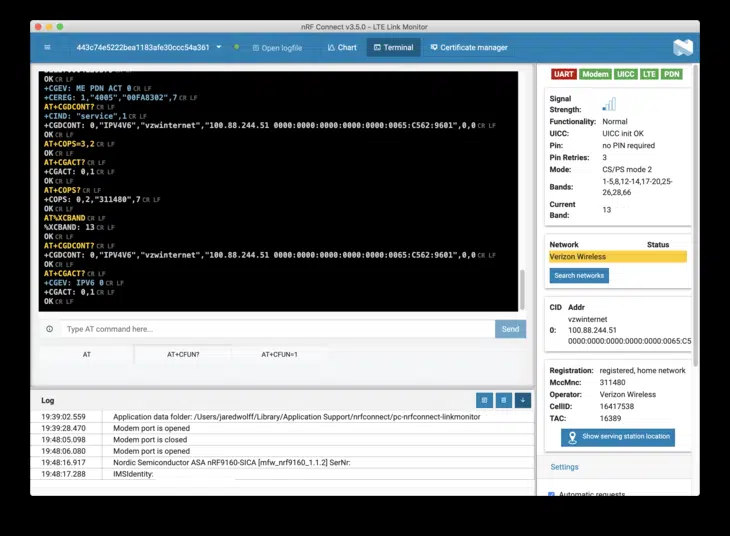 nRF Connect v3.5.0 – LTE Link Monitor
443c74e5222bea1183afe30ccc54a361
Open logfile
Chart
Terminal
Certificate manager
OK CR LF
+CGEV: ME PDN ACT 0 CR LF
+CEREG: 1,"4005","00FA8302",7 CR LF
AT+CGDCONT? CR LF
+CIND: "service",1 CR LF
+CGDCONT: 0,"IPV4V6","vzwinternet","100.88.244.51 0000:0000:0000:0000:0000:0065:C562:9601",0,0 CR LF
OK CR LF
AT+COPS=3,2 CR LF
OK CR LF
AT+CGACT? CR LF
+CGACT: 0,1 CR LF
OK CR LF
AT+COPS? CR LF
+COPS: 0,2,"311480",7 CR LF
OK CR LF
AT%XCBAND CR LF
%XCBAND: 13 CR LF
OK CR LF
AT+CGDCONT? CR LF
+CGDCONT: 0,"IPV4V6","vzwinternet","100.88.244.51 0000:0000:0000:0000:0000:0065:C562:9601",0,0 CR LF
OK CR LF
AT+CGACT? CR LF
+CGEV: IPV6 0 CR LF
+CGACT: 0,1 CR LF
OK CR LF
Type AT command here...
Send
AT
AT+CFUN?
AT+CFUN=1
Log
19:39:02.559 Application data folder: /Users/jaredwolff/Library/Application Support/nrfconnect/pc-nrfconnect-linkmonitor
19:39:28.470 Modem port is opened
19:48:05.098 Modem port is closed
19:48:06.080 Modem port is opened
19:48:16.917 Nordic Semiconductor ASA nRF9160-SICA [mfw_nrf9160_1.1.2] SerNr:
19:48:17.288 IMSIdentity:
UART Modem UICC LTE PDN
Signal
Strength:
Functionality: Normal
UICC: UICC init OK
Pin: no PIN required
Pin Retries: 3
Mode: CS/PS mode 2
Bands: 1-5,8,12-14,17-20,25-
26,28,66
Current
Band: 13
Network Status
Verizon Wireless
Search networks
CID Addr
vzwinternet
0: 100.88.244.51
0000:0000:0000:0000:0000:0065:C5
Registration: registered, home network
MccMnc: 311480
Operator: Verizon Wireless
CellID: 16417538
TAC: 16389
Show serving station location
Settings
Automatic requests